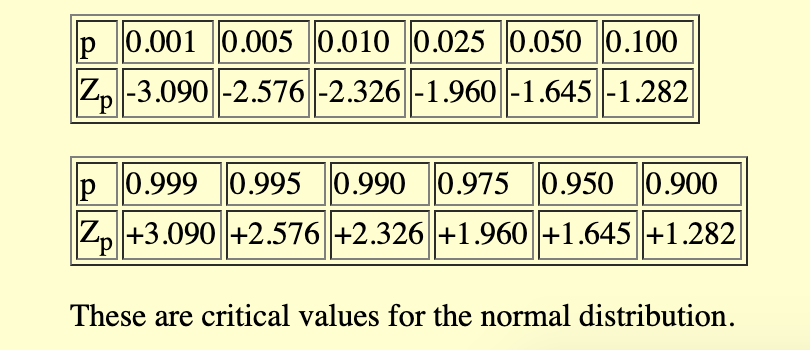 p 0.001 0.005 0.010 0.025 0.050 0.100
Zp -3.090 -2.576 -2.326 -1.960 -1.645 -1.282
p 0.999 0.995 0.990 0.975 0.950 0.900
Zp +3.090 +2.576 +2.326 +1.960 +1.645 +1.282
These are critical values for the normal distribution.